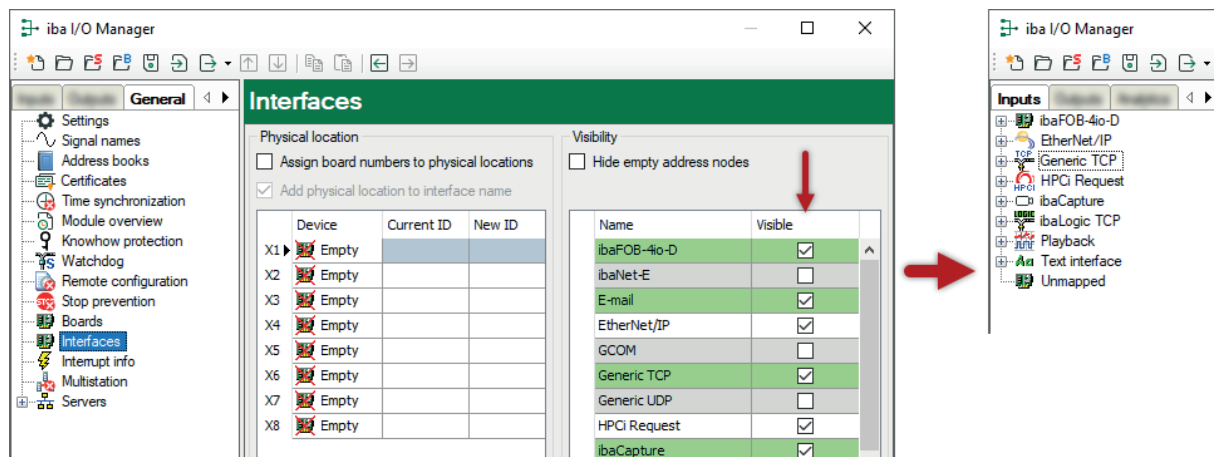 iba I/O Manager
General
Settings
Signal names
Address books
Certificates
Time synchronization
Module overview
Knowhow protection
Watchdog
Remote configuration
Stop prevention
Boards
Interfaces
Interrupt info
Multistation
Servers
Interfaces
Physical location
Assign board numbers to physical locations
Add physical location to interface name
Device Current ID New ID
X1 Empty
X2 Empty
X3 Empty
X4 Empty
X5 Empty
X6 Empty
X7 Empty
X8 Empty
Visibility
Hide empty address nodes
Name Visible
ibaFOB-4io-D
ibaNet-E
E-mail
EtherNet/IP
GCOM
Generic TCP
Generic UDP
HPCi Request
ibaCapture
iba I/O Manager
Inputs
ibaFOB-4io-D
EtherNet/IP
TCP Generic TCP
HPCI HPCi Request
ibaCapture
LOGIC ibaLogic TCP
Playback
Text interface
Unmapped